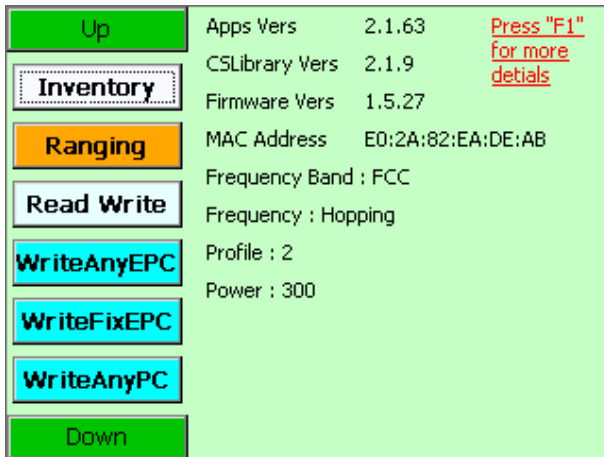 Up
Inventory
Ranging
Read Write
WriteAnyEPC
WriteFixEPC
WriteAnyPC
Down
Apps Vers 2.1.63
CSLibrary Vers 2.1.9
Firmware Vers 1.5.27
MAC Address E0:2A:82:EA:DE:AB
Frequency Band : FCC
Frequency : Hopping
Profile : 2
Power : 300
Press "F1"
for more
detials